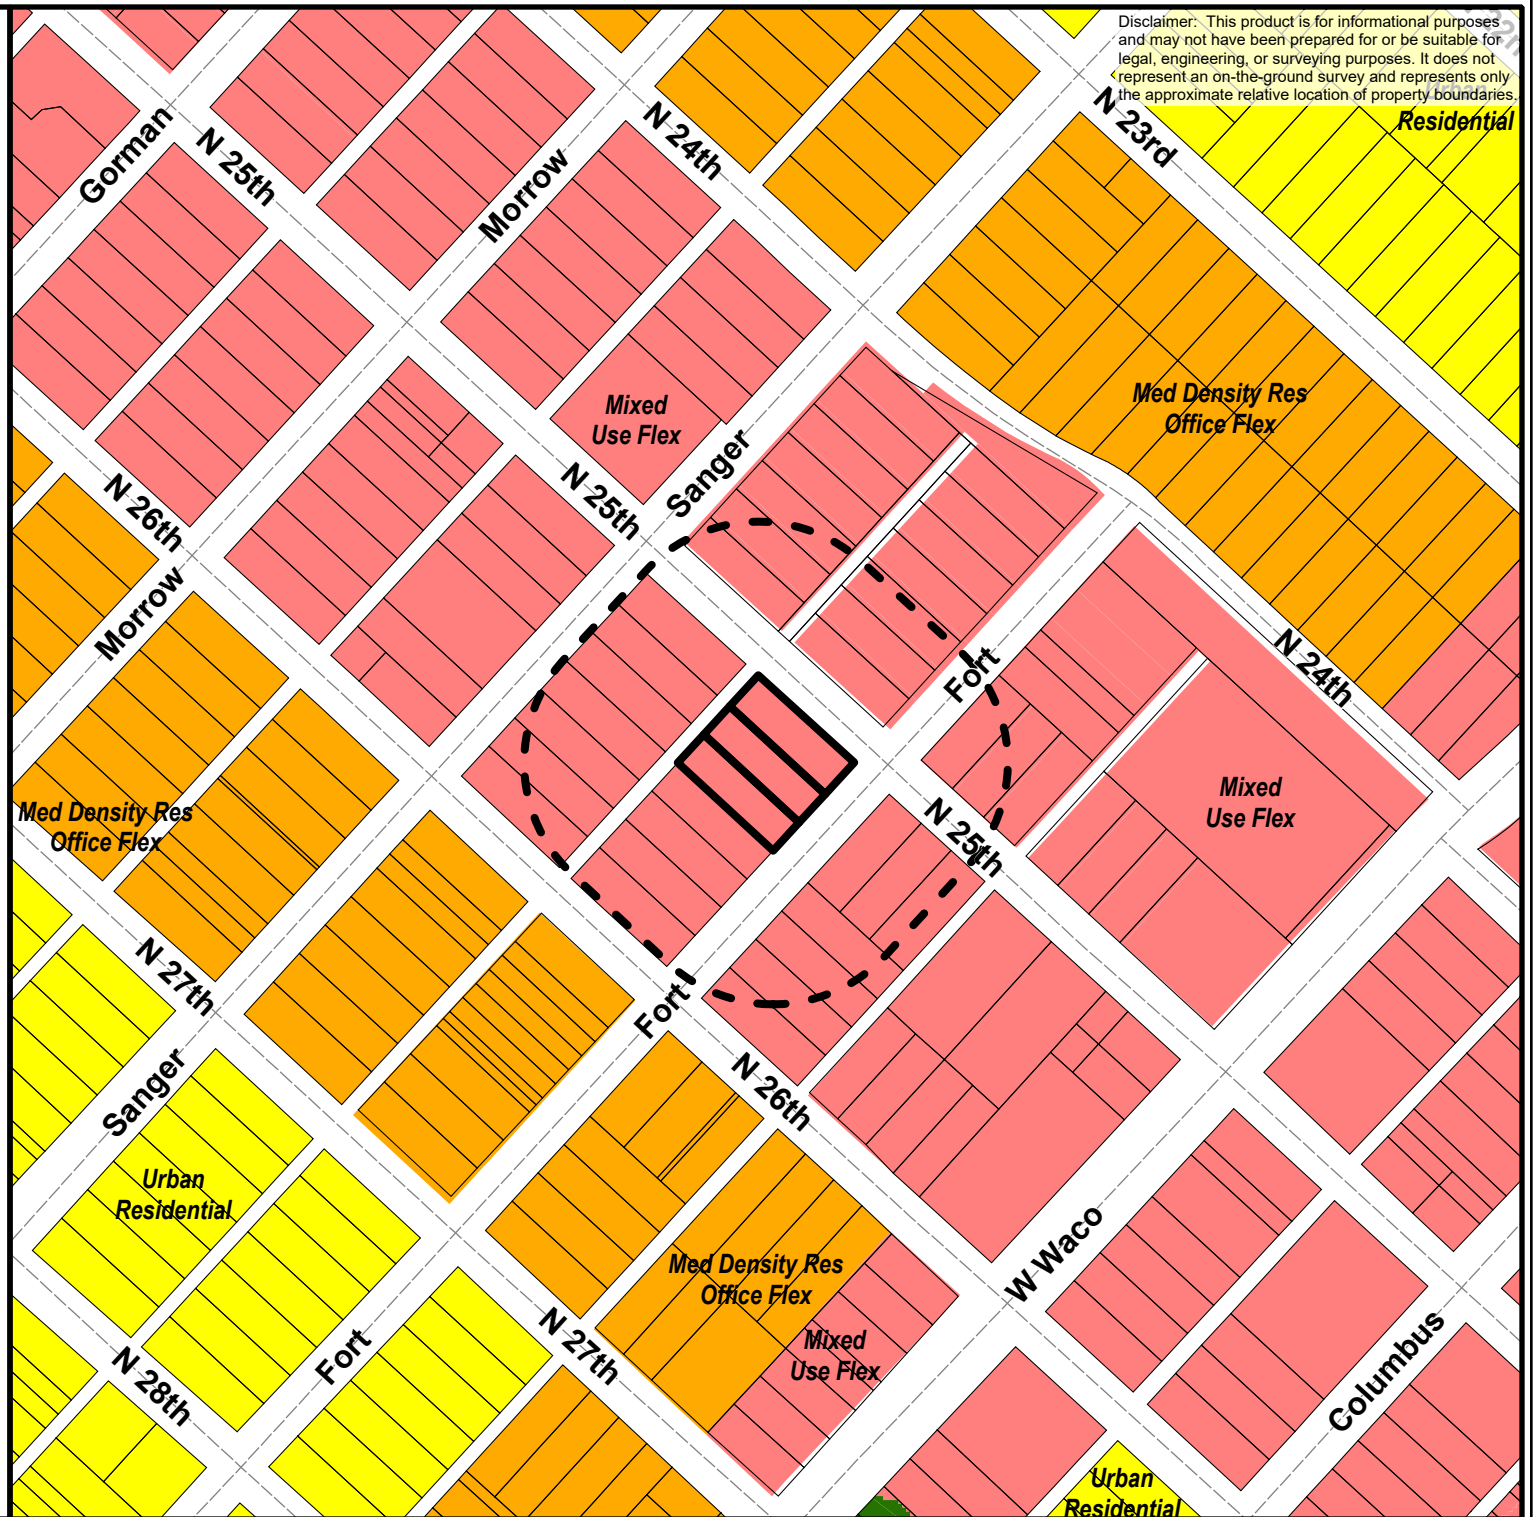 Disclaimer: This product is for informational purposes
and may not have been prepared for or be suitable for
legal, engineering, or surveying purposes. It does not
represent an on-the-ground survey and represents only
the approximate relative location of property boundaries.
Urban
Residential
Gorman
N 25th
Morrow
N 24th
N 23rd
Mixed
Use Flex
Med Density Res
Office Flex
Sanger
N 25th
N 26th
Morrow
Fort
N 24th
Mixed
Use Flex
Med Density Res
Office Flex
N 25th
N 27th
Fort
Sanger
N 26th
Urban
Residential
W Waco
Med Density Res
Office Flex
Mixed
Use Flex
N 27th
Fort
N 28th
Columbus
Urban
Residential